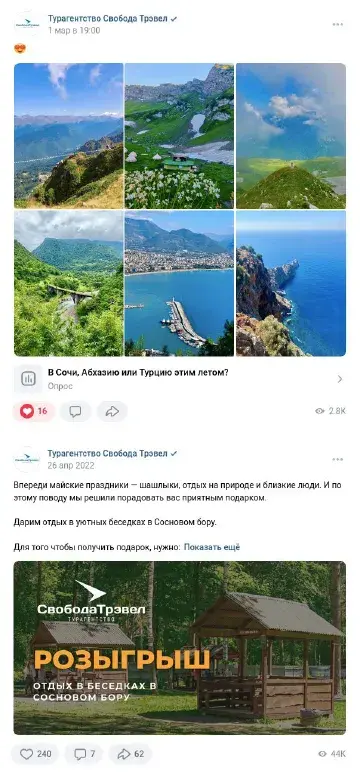 Турагентство Свобода Трэвел
1 мар в 19:00
В Сочи, Абхазию или Турцию этим летом?
Опрос
16
2.8K
Турагентство Свобода Трэвел
26 апр 2022
Впереди майские праздники — шашлыки, отдых на природе и близкие люди. И по
этому поводу мы решили порадовать вас приятным подарком.
Дарим отдых в уютных беседках в Сосновом бору.
Для того чтобы получить подарок, нужно: Показать ещё
СвободаТрэвел
ТУРАГЕНТСТВО
РОЗЫГРЫШ
ОТДЫХ В БЕСЕДКАХ В
СОСНОВОМ БОРУ
240
7
62
44K